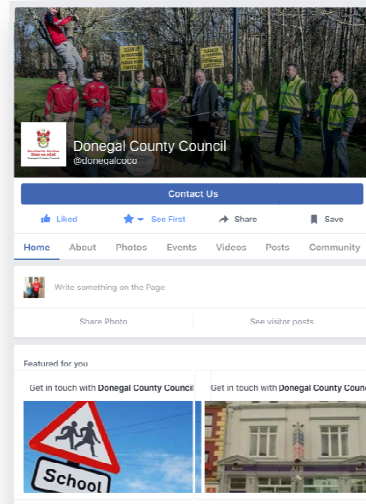 Donegal County Council
@donegalcoco
Contact Us
Liked
See First
Share
Save
Home
About
Photos
Events
Videos
Posts
Community
Write something on the Page
Share Photo
See visitor posts
Featured for you
Get in touch with Donegal County Council
Get in touch with Donegal County Coun
School